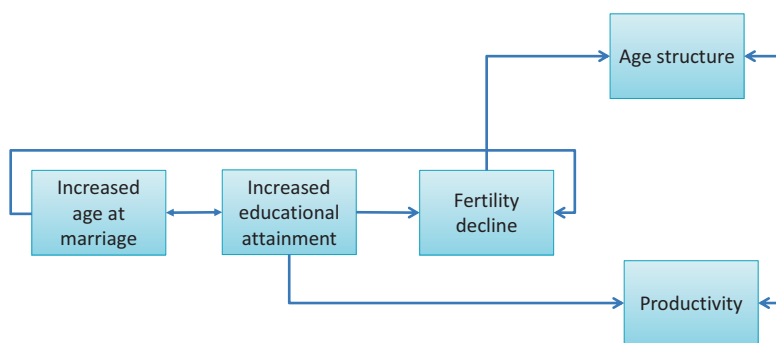 Age structure
Increased
age at
marriage
Increased
educational
attainment
Fertility
decline
Productivity